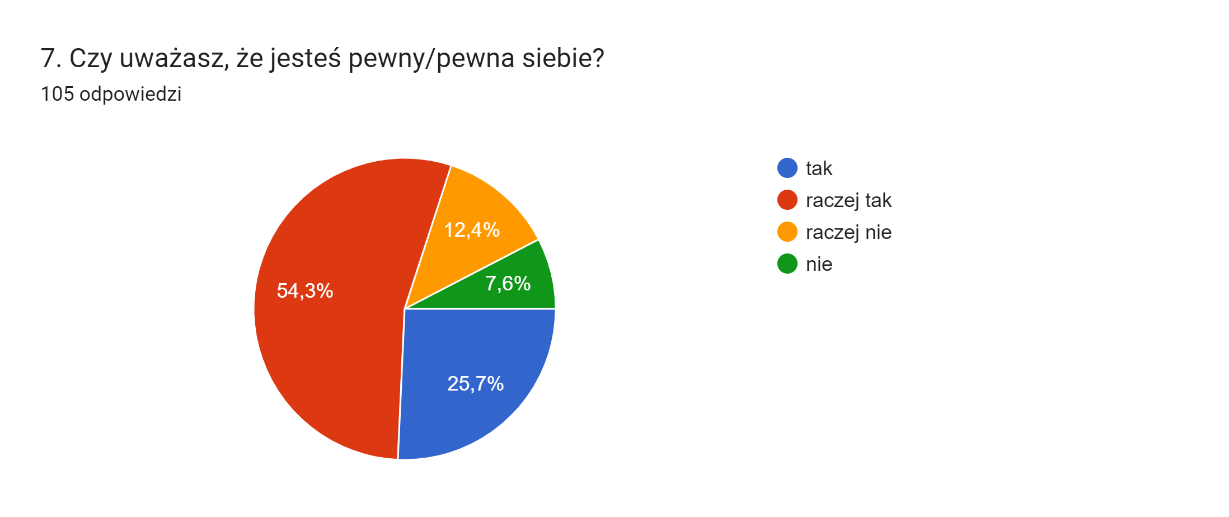 7. Czy uważasz, że jesteś pewny/pewna siebie?
105 odpowiedzi
tak
raczej tak
raczej nie
nie
12,4%
7,6%
54,3%
25,7%